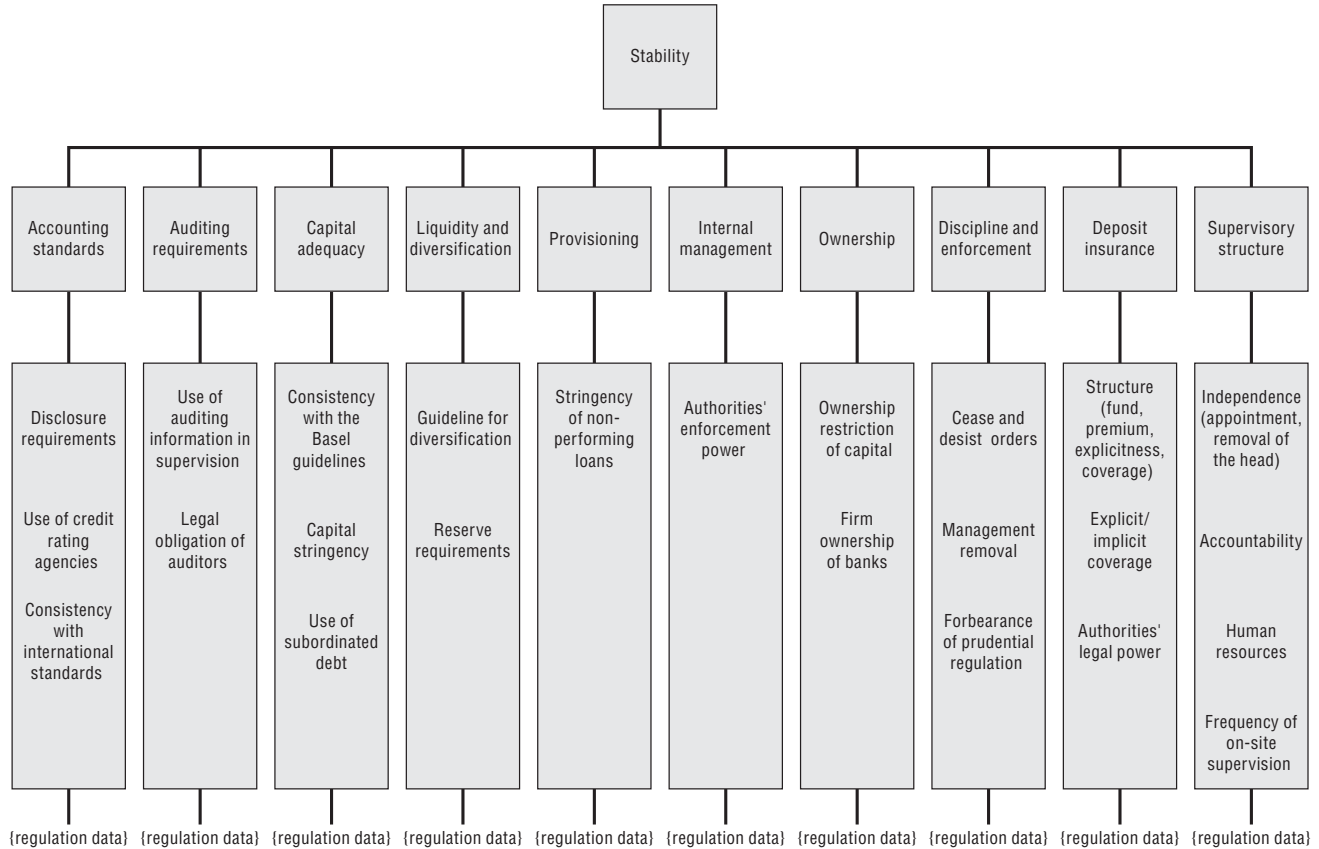 Stability
Accounting
standards
Auditing
requirements
Capital
adequacy
Liquidity and
diversification
Provisioning
Internal
management
Ownership
Discipline and
enforcement
Deposit
insurance
Supervisory
structure
Disclosure
requirements
Use of credit
rating
agencies
Consistency
with
international
standards
Use of
auditing
information in
supervision
Legal
obligation of
auditors
Consistency
with the
Basel
guidelines
Capital
stringency
Use of
subordinated
debt
Guideline for
diversification
Reserve
requirements
Stringency
of non-
performing
loans
Authorities'
enforcement
power
Ownership
restriction
of capital
Firm
ownership
of banks
Cease and
desist orders
Management
removal
Forbearance
of prudential
regulation
Structure
(fund,
premium,
explicitness,
coverage)
Explicit/
implicit
coverage
Authorities'
legal power
Independence
(appointment,
removal of
the head)
Accountability
Human
resources
Frequency of
on-site
supervision
{regulation data} {regulation data} {regulation data} {regulation data} {regulation data} {regulation data} {regulation data} {regulation data} {regulation data} {regulation data}